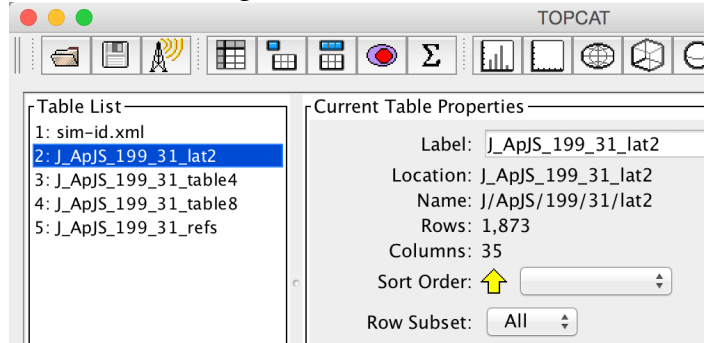 TOPCAT
Σ
Table List
1: sim-id.xml
2: J_ApJS_199_31_lat2
3: J_ApJS_199_31_table4
4: J_ApJS_199_31_table8
5: J_ApJS_199_31_refs
Current Table Properties
Label: J_ApJS_199_31_lat2
Location: J_ApJS_199_31_lat2
Name: J/ApJS/199/31/lat2
Rows: 1,873
Columns: 35
Sort Order:
Row Subset: All